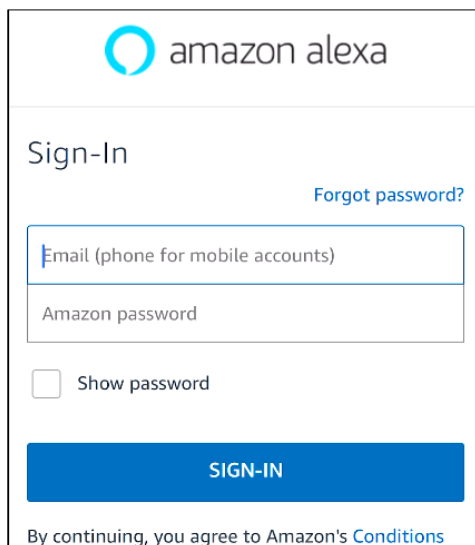 amazon alexa
Sign-In
Forgot password?
Email (phone for mobile accounts)
Amazon password
Show password
SIGN-IN
By continuing, you agree to Amazon's Conditions